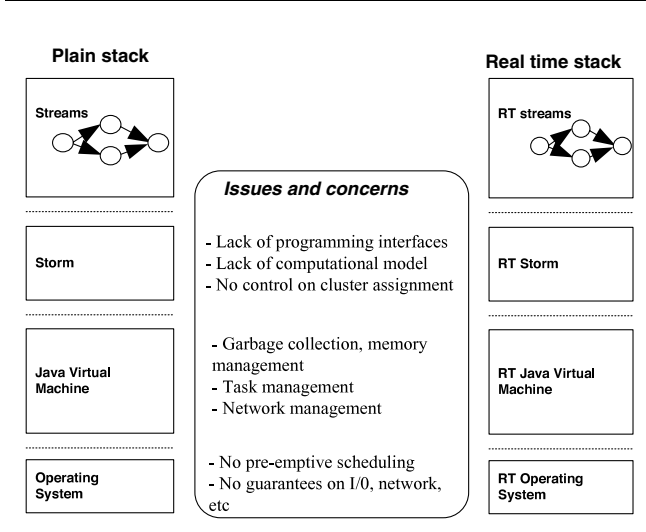 Plain stack
Streams
Storm
Java Virtual
Machine
Operating
System
Issues and concerns
- Lack of programming interfaces
- Lack of computational model
- No control on cluster assignment
- Garbage collection, memory
management
- Task management
- Network management
- No pre-emptive scheduling
- No guarantees on I/0, network,
etc
Real time stack
RT streams
RT Storm
RT Java Virtual
Machine
RT Operating
System